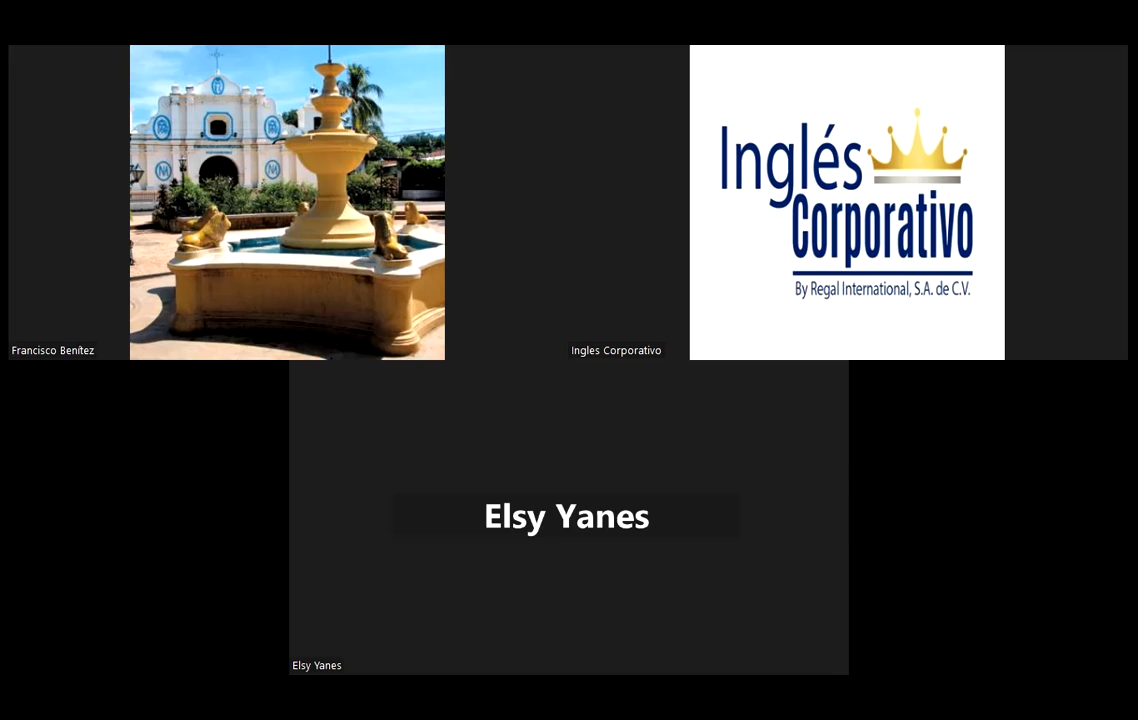 Inglés
Corporativo
By Regal International, S.A. de C.V.
Francisco Benítez
Ingles Corporativo
Elsy Yanes
Elsy Yanes